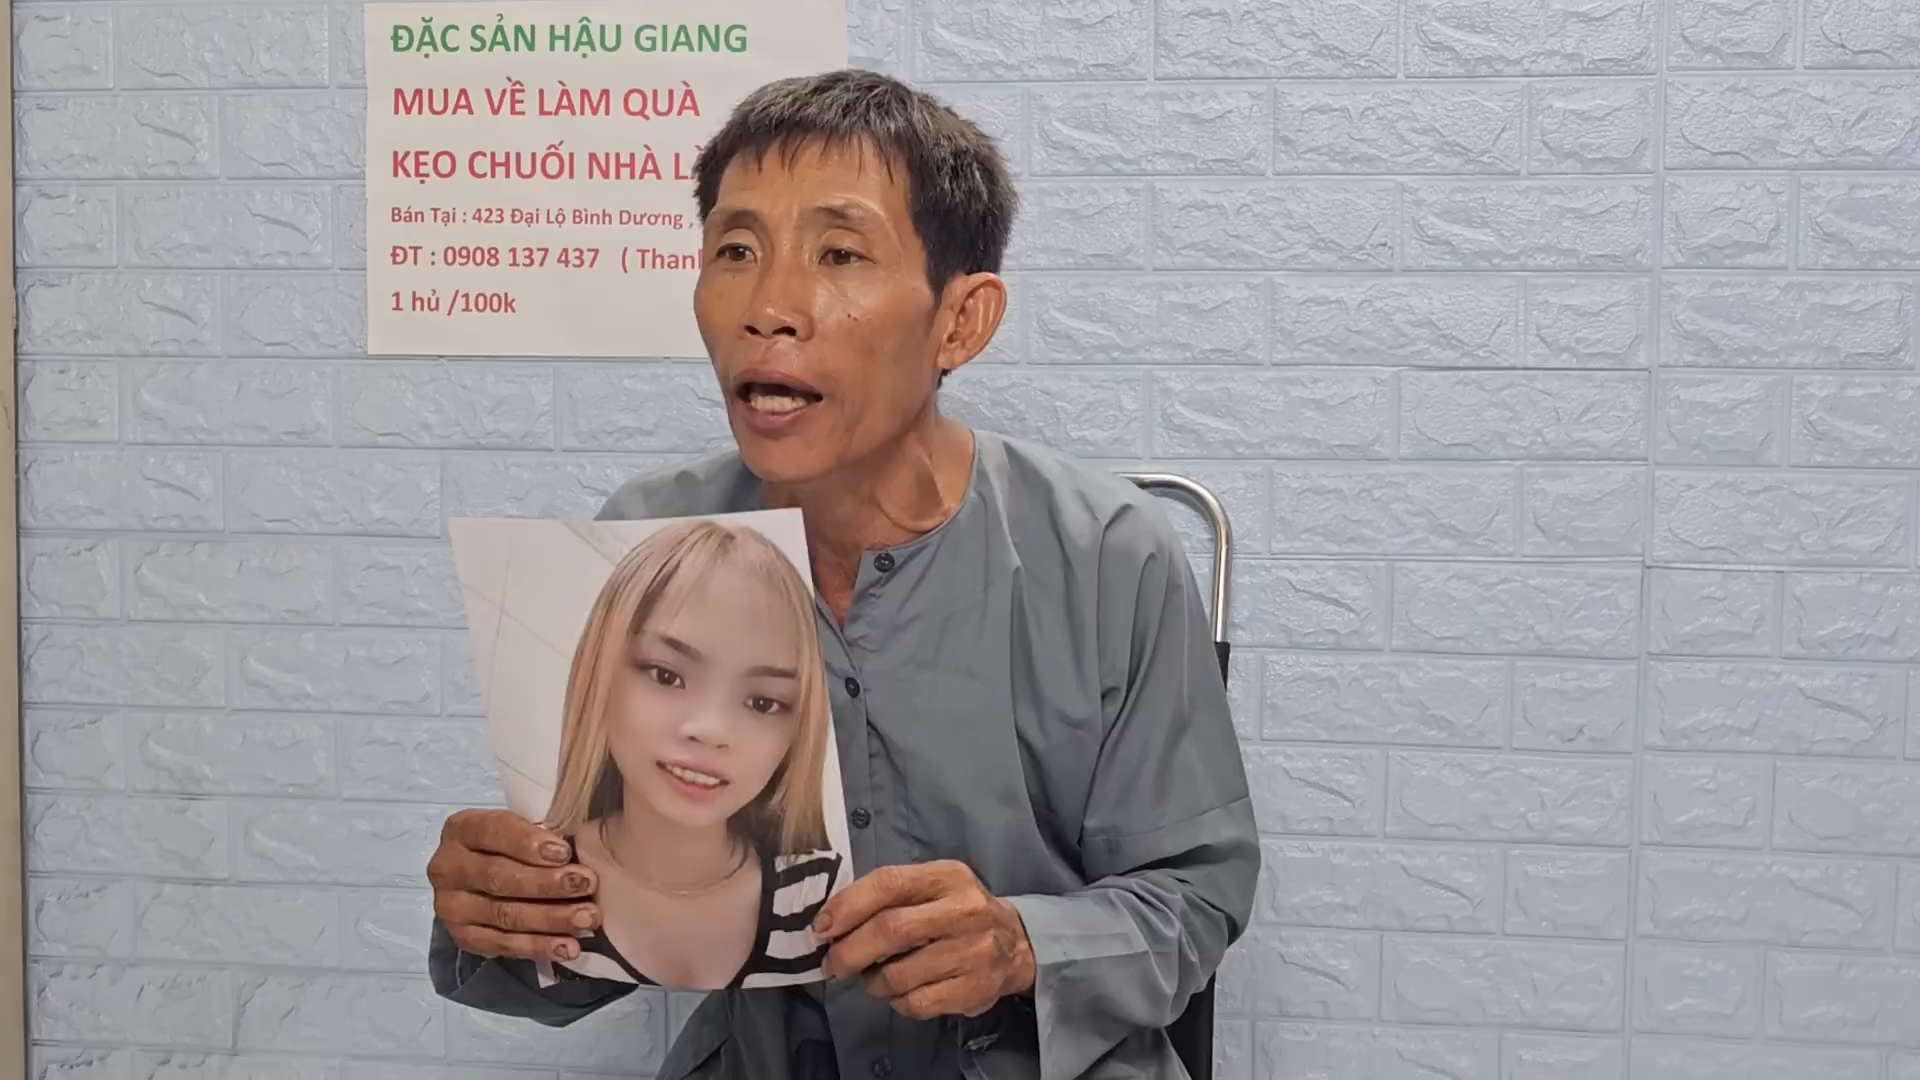 ĐẶC SẢN HẬU GIANG
MUA VỀ LÀM QUÀ
KẸO CHUỐI NHÀ
Bán Tại : 423 Đại Lộ Bình Dương ,
ĐT : 0908 137 437 ( Thanh
1 hủ /100k